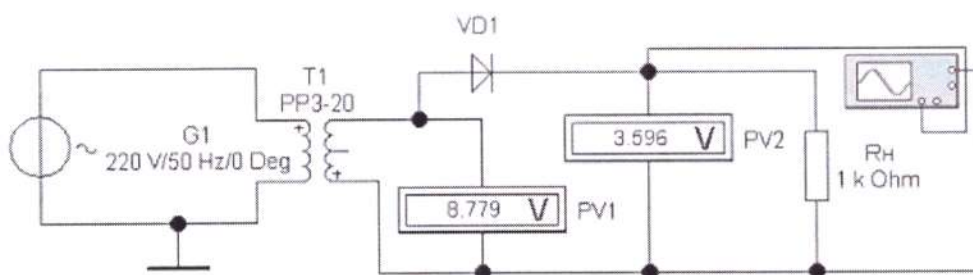 VD1
T1
PP3-20
G1
220 V/50 Hz/0 Deg
3.596 V
PV2
RH
1 k Ohm
8.779 V
PV1